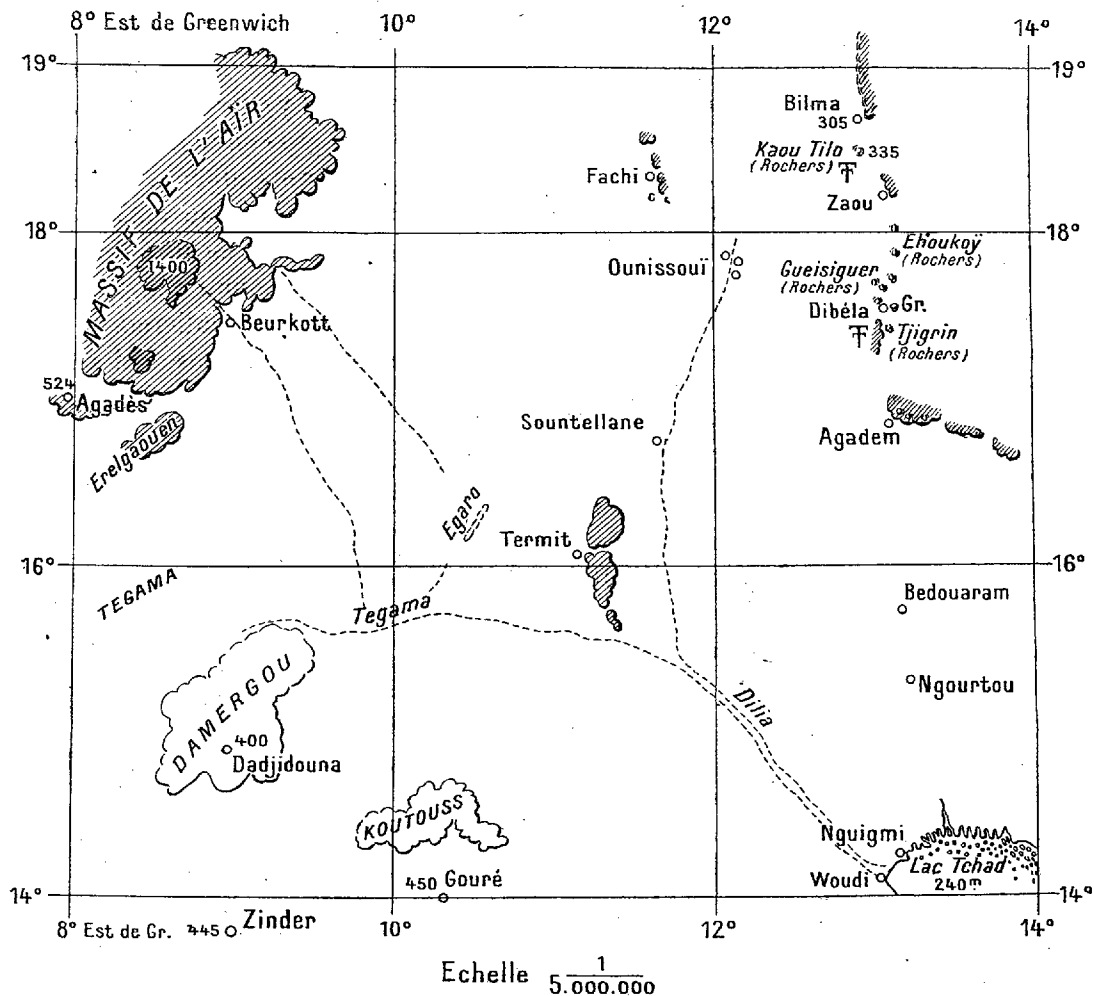 8° Est de Greenwich
10°
12°
14°
19°
19°
MASSIF DE L'AÏR
Bilma
305
Kaou Tilo
(Rochers)
335
Fachi
Zaou
18°
18°
Ehoukoÿ
(Rochers)
1400
Ounissouï
Gueisiguer
(Rochers)
Dibéla
Gr.
Beurkott
Tjigrin
(Rochers)
524
Agadès
Sountellane
Agadem
Erelgaouen
Egaro
Termit
16°
16°
TEGAMA
Tegama
Bedouaram
Ngourtou
DAMERGOU
Dilia
400
Dadjidouna
KOUTOUSS
Nguigmi
Lac Tchad
240m
450 Gouré
Woudi
14°
14°
8° Est de Gr.
445
Zinder
10°
12°
14°
Echelle 1
5.000.000